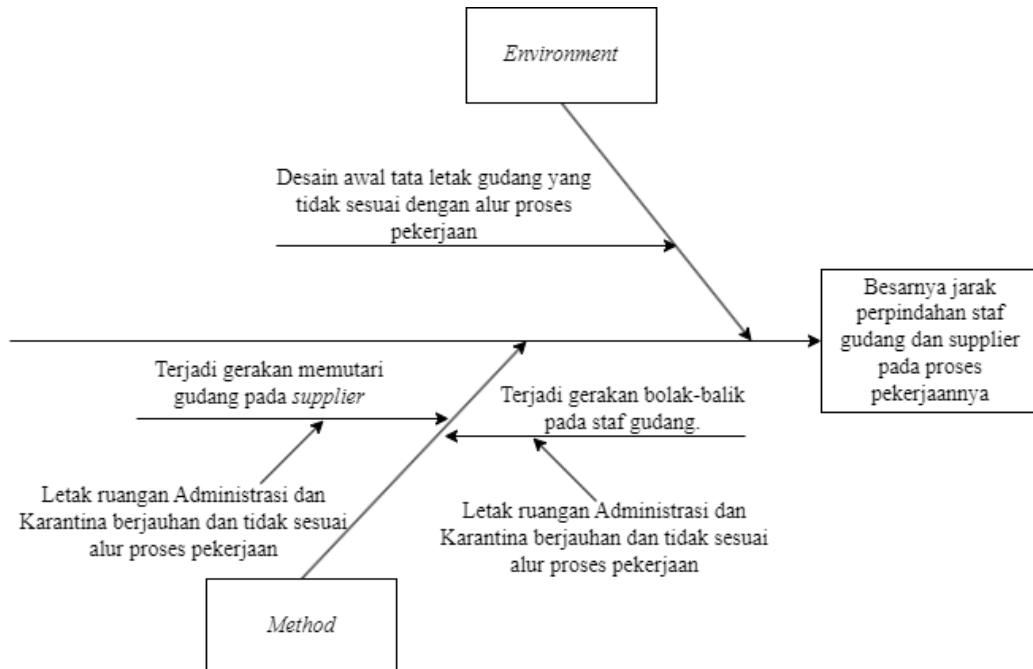 Environment
Desain awal tata letak gudang yang
tidak sesuai dengan alur proses
pekerjaan
Besarnya jarak
perpindahan staf
gudang dan supplier
pada proses
pekerjaannya
Terjadi gerakan memutari
gudang pada supplier
Terjadi gerakan bolak-balik
pada staf gudang.
Letak ruangan Administrasi dan
Karantina berjauhan dan tidak sesuai
alur proses pekerjaan
Letak ruangan Administrasi dan
Karantina berjauhan dan tidak sesuai
alur proses pekerjaan
Method